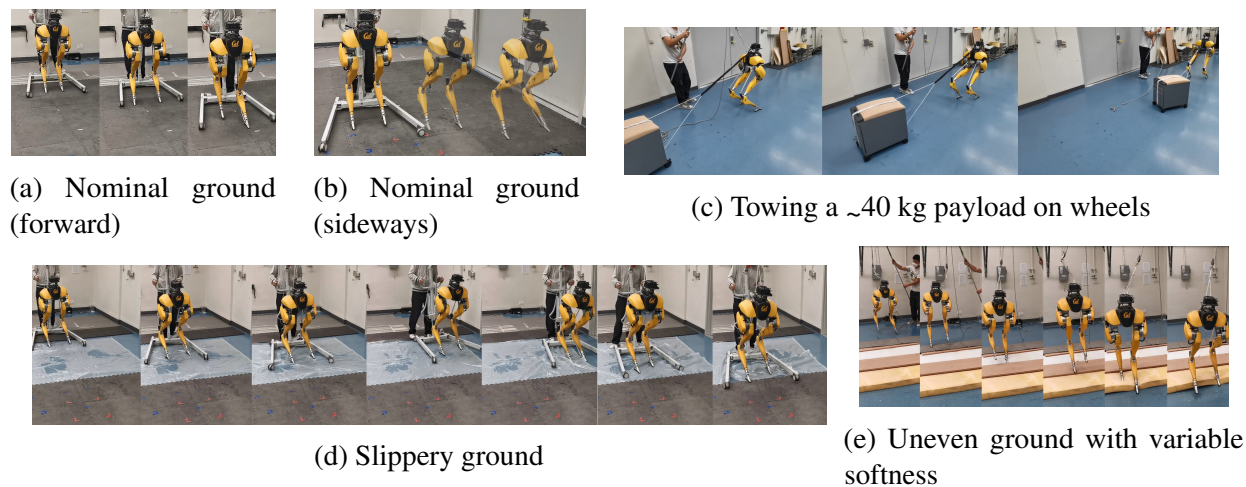 (a) Nominal ground
(forward)
(b) Nominal ground
(sideways)
(c) Towing a ~40 kg payload on wheels
(d) Slippery ground
(e) Uneven ground with variable
softness